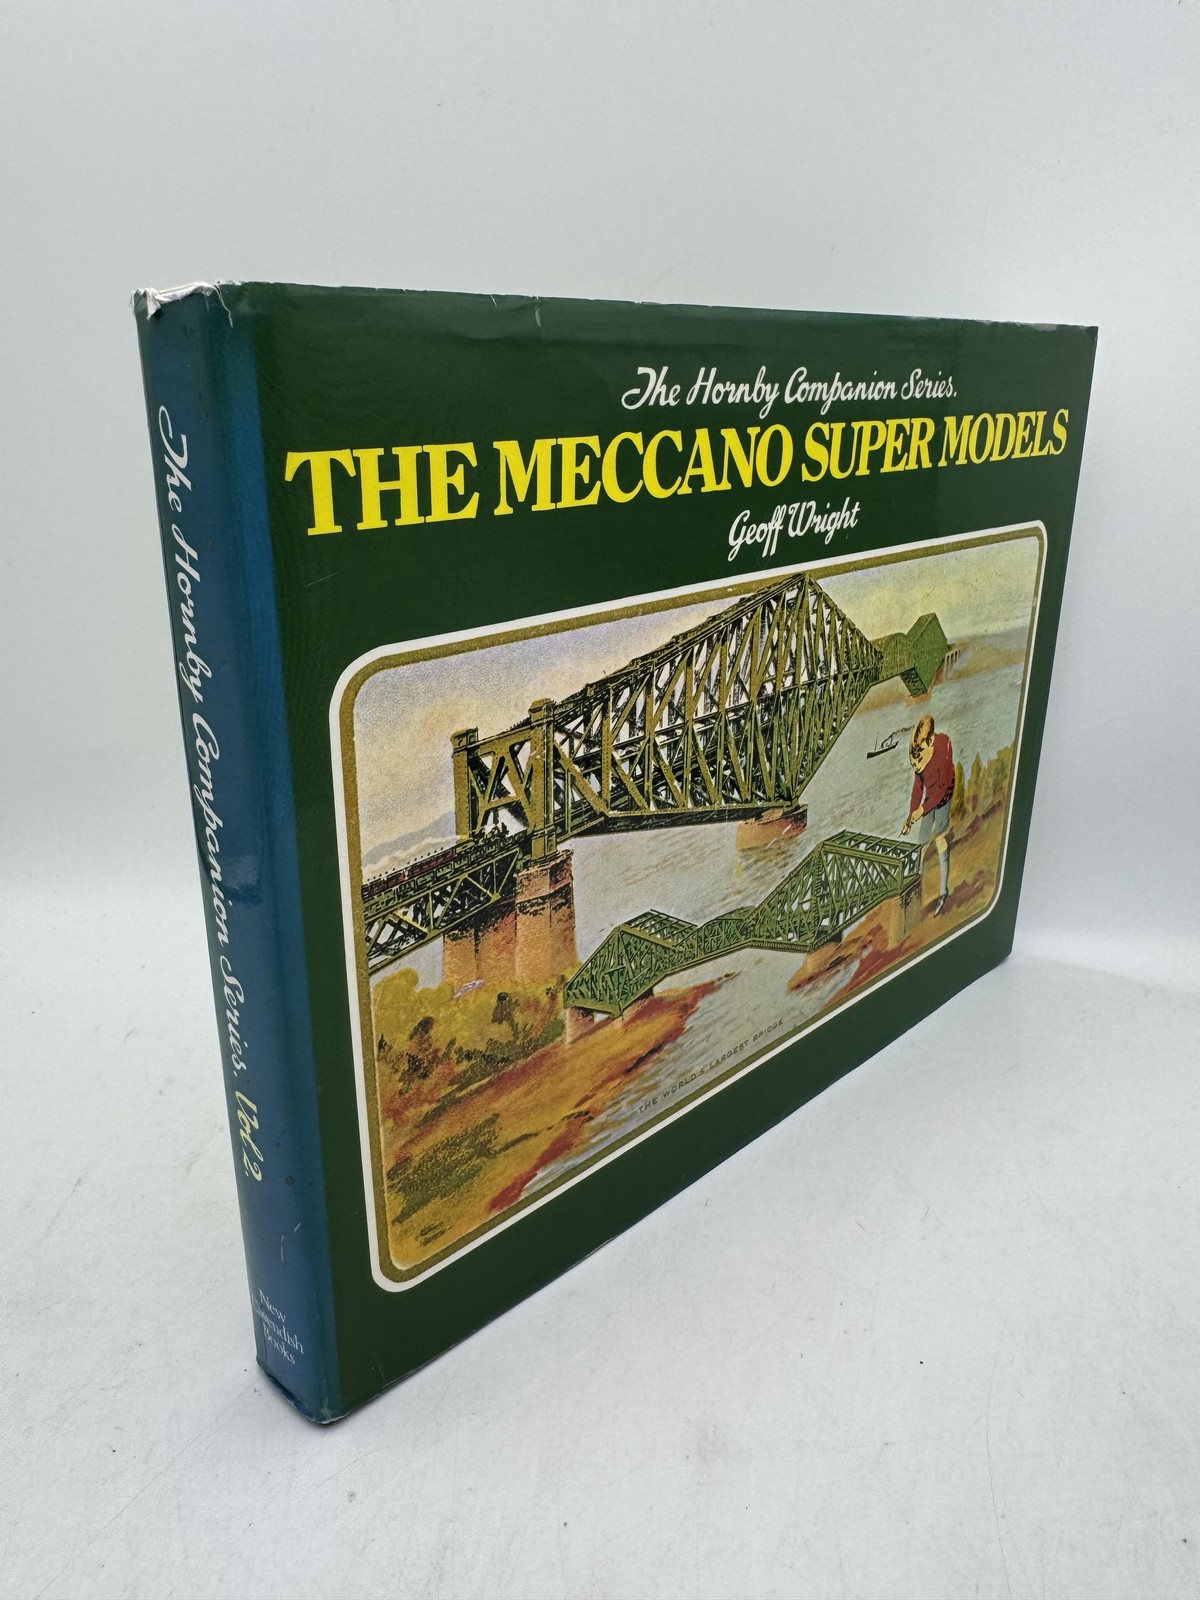 The Hornby Companion Series.
THE MECCANO SUPER MODELS
Geoff Wright
THE WORLD'S LARGEST BRIDGE
The Hornby Companion Series. Vol 2.
New
Cavendish
Books